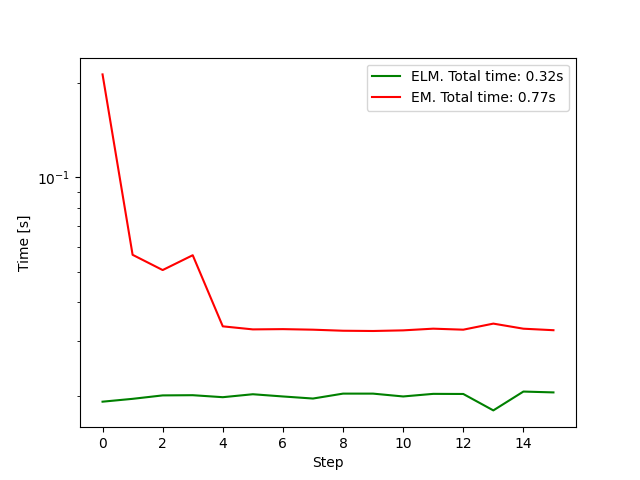 ELM. Total time: 0.32s
EM. Total time: 0.77s
10⁻¹
Time [s]
0 2 4 6 8 10 12 14
Step